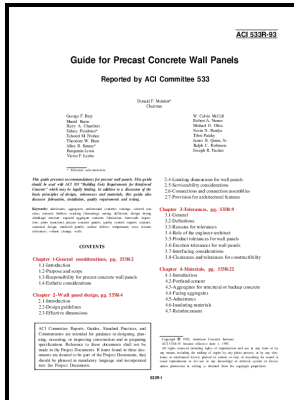 ACI 533R-93
Guide for Precast Concrete Wall Panels
Reported by ACI Committee 533
Donald F. Meinheit*
Chairman
George F. Baty
Harry A. Chambers
Sidney Freedman*
Edward M. Frisbee
Theodore W. Hunt
Benjamin Lavon
Victor F. Leabu
W. Calvin McCall
Robert A. Nelson
Navin N. Pandya
Tibor Pataky
James D. Quinn, Sr.
Ralph C. Robinson
Joseph R. Tucker
This guide presents recommendations for precast wall panels. This guide
should be used with ACI 318 "Building Code Requirements for Reinforced
Concrete" which may be legally binding. In addition to a discussion of the
basic principles of design, tolerances and materials, this guide also
discusses fabrication, installation, quality requirements and testing.
CONTENTS
Chapter 1-General considerations, pg. 533R-2
1.1-Introduction
1.2-Purpose and scope
1.3-Responsibility for precast concrete wall panels
1.4-Esthetic considerations
Chapter 2-Wall panel design, pg. 533R-4
2.1-Introduction
2.2-Design guidelines
2.3-Effective dimensions
2.4-Limiting dimensions for wall panels
2.5-Serviceability considerations
2.6-Connections and connection assemblies
2.7-Provision for architectural features
Chapter 3-Tolerances, pg. 533R-9
3.1-General
3.2-Definitions
3.3-Reasons for tolerances
3.4-Role of the engineer architect
3.5-Product tolerances for wall panels
3.6-Erection tolerances for wall panels
3.7-Interfacing considerations
3.8-Clearances and tolerances for constructibility
Chapter 4-Materials, pg. 533R-22
4.1-Introduction
4.2-Portland cement
4.3-Aggregates for structural or backup concrete
4.4-Facing aggregates
4.5-Admixtures
4.6-Insulating materials
4.7-Reinforcement
ACI Committee Reports, Guides, Standard Practices, and
Commentaries are intended for guidance in designing, plan-
ning, executing, or inspecting construction and in preparing
specifications. Reference to these documents shall not be
made in the Project Documents. If items found in these doc-
uments are desired to be part of the Project Documents, they
should be phrased in mandatory language and incorporated
into the Project Documents.
533R-1